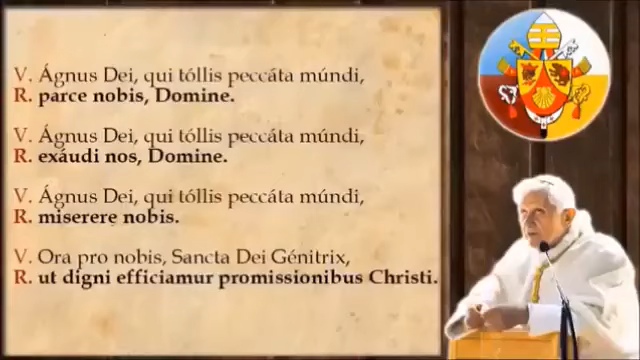 V. Ágnus Dei, qui tóllis peccáta múndi,
R. parce nobis, Domine.
V. Ágnus Dei, qui tóllis peccáta múndi,
R. exáudi nos, Domine.
V. Ágnus Dei, qui tóllis peccáta múndi,
R. miserere nobis.
V. Ora pro nobis, Sancta Dei Génitrix,
R. ut digni efficiamur promissionibus Christi.